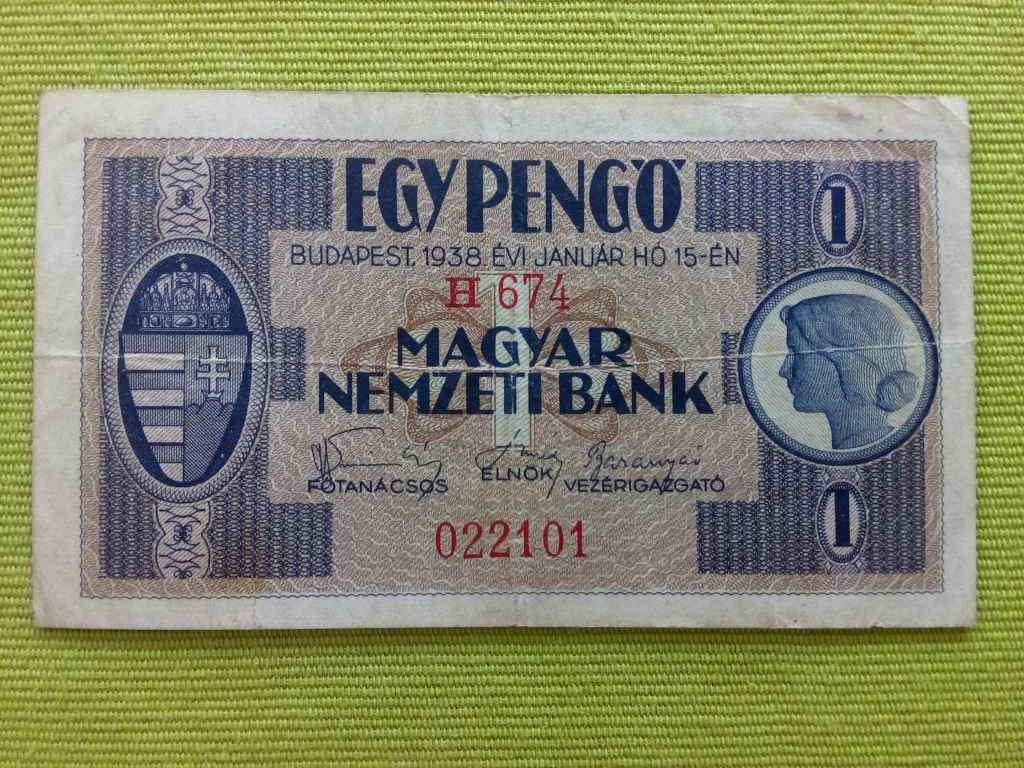 EGY PENGŐ
1
BUDAPEST. 1938 ÉVI JANUÁR HÓ 15-ÉN
H 674
MAGYAR
NEMZETI BANK
Baranyai
FŐTANÁCSOS ELNÖK VEZÉRIGAZGATÓ
022101
1